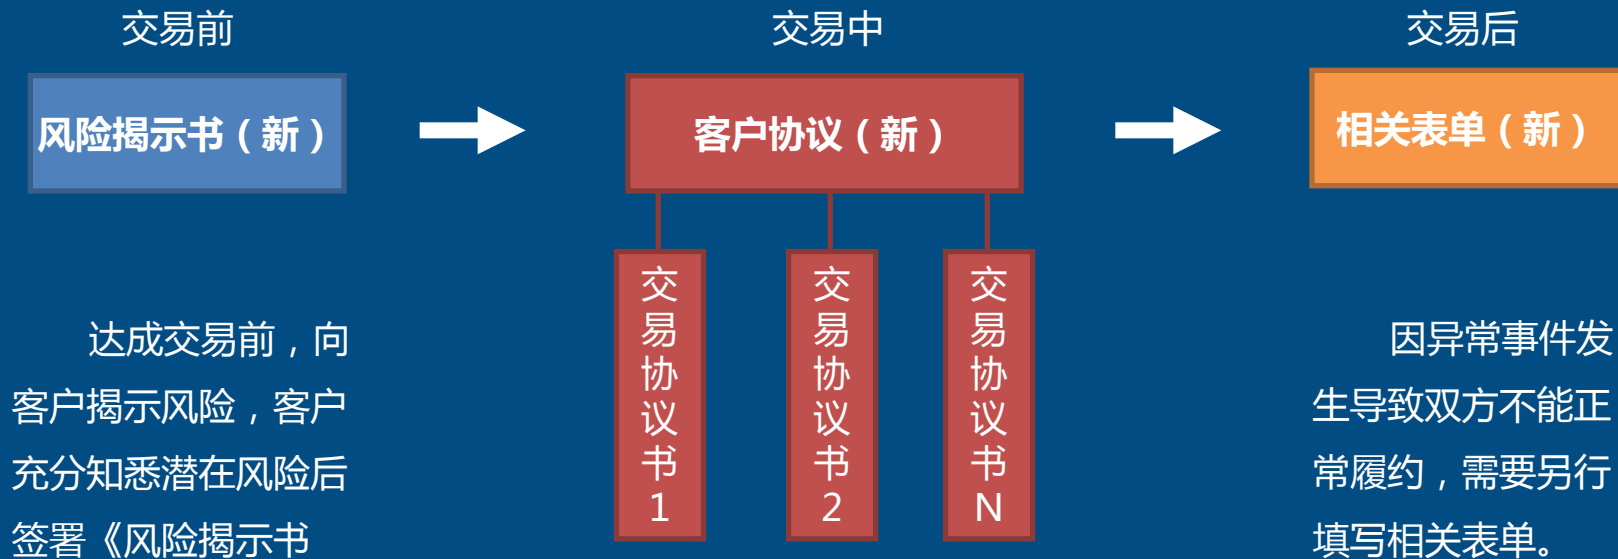 交易前
交易中
交易后
风险揭示书（新）
客户协议（新）
相关表单（新）
交易协议书1
交易协议书2
交易协议书N
达成交易前，向
客户揭示风险，客户
充分知悉潜在风险后
签署《风险揭示书
因异常事件发
生导致双方不能正
常履约，需要另行
填写相关表单。